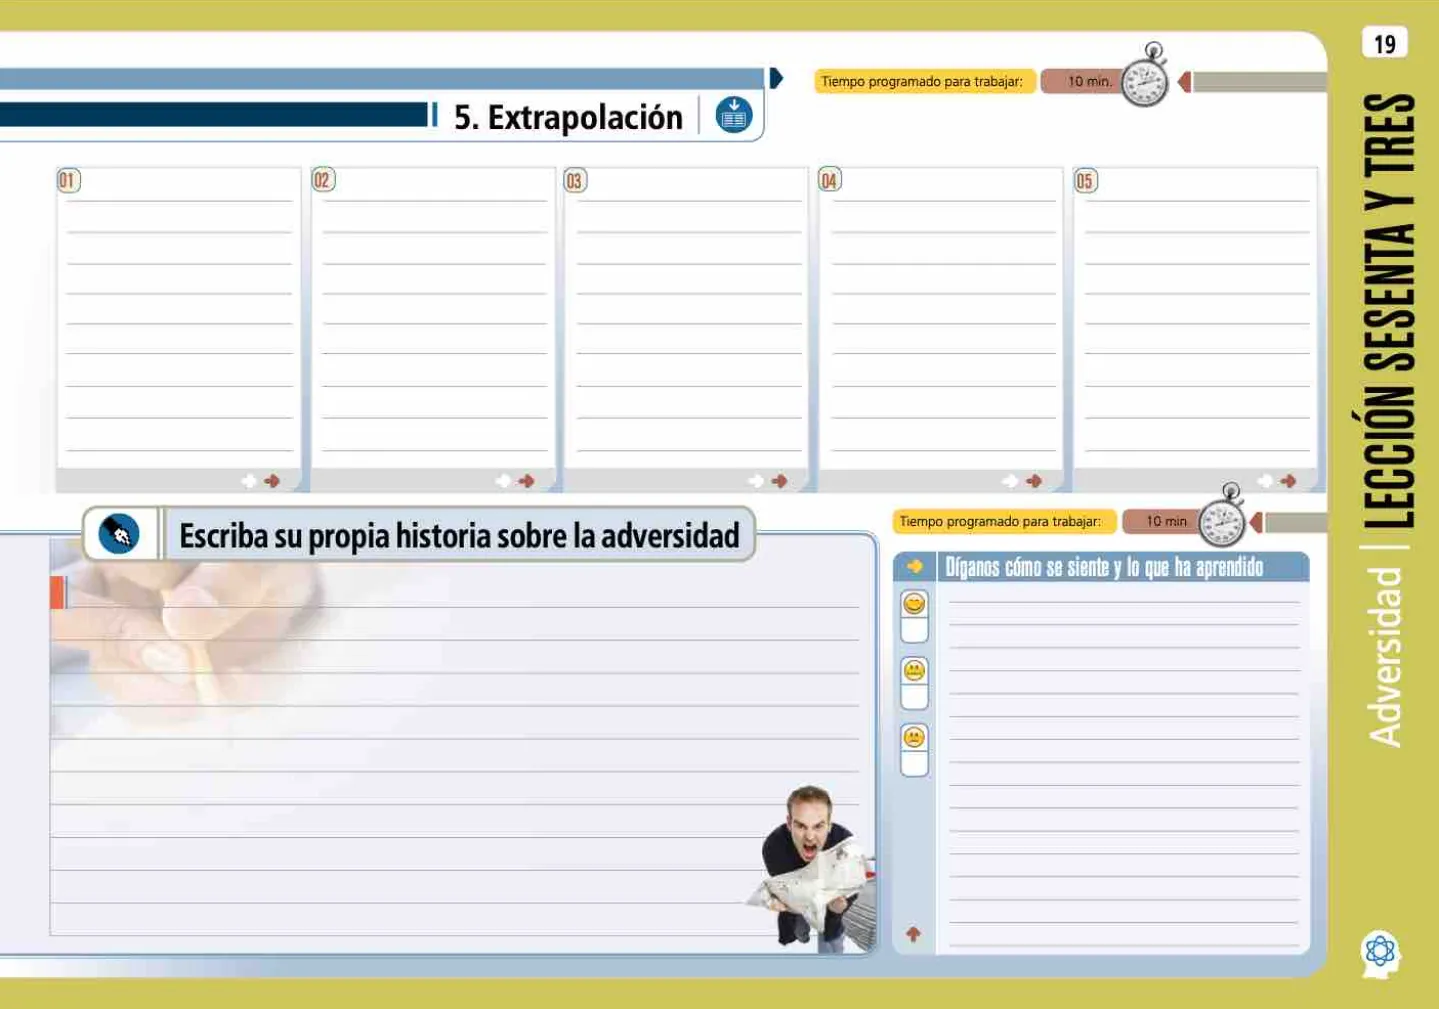 19
Tiempo programado para trabajar:
10 min.
5. Extrapolación
01
02
03
04
05
Escriba su propia historia sobre la adversidad
Tiempo programado para trabajar:
10 min
Díganos cómo se siente y lo que ha aprendido
Adversidad | LECCIÓN SESENTA Y TRES